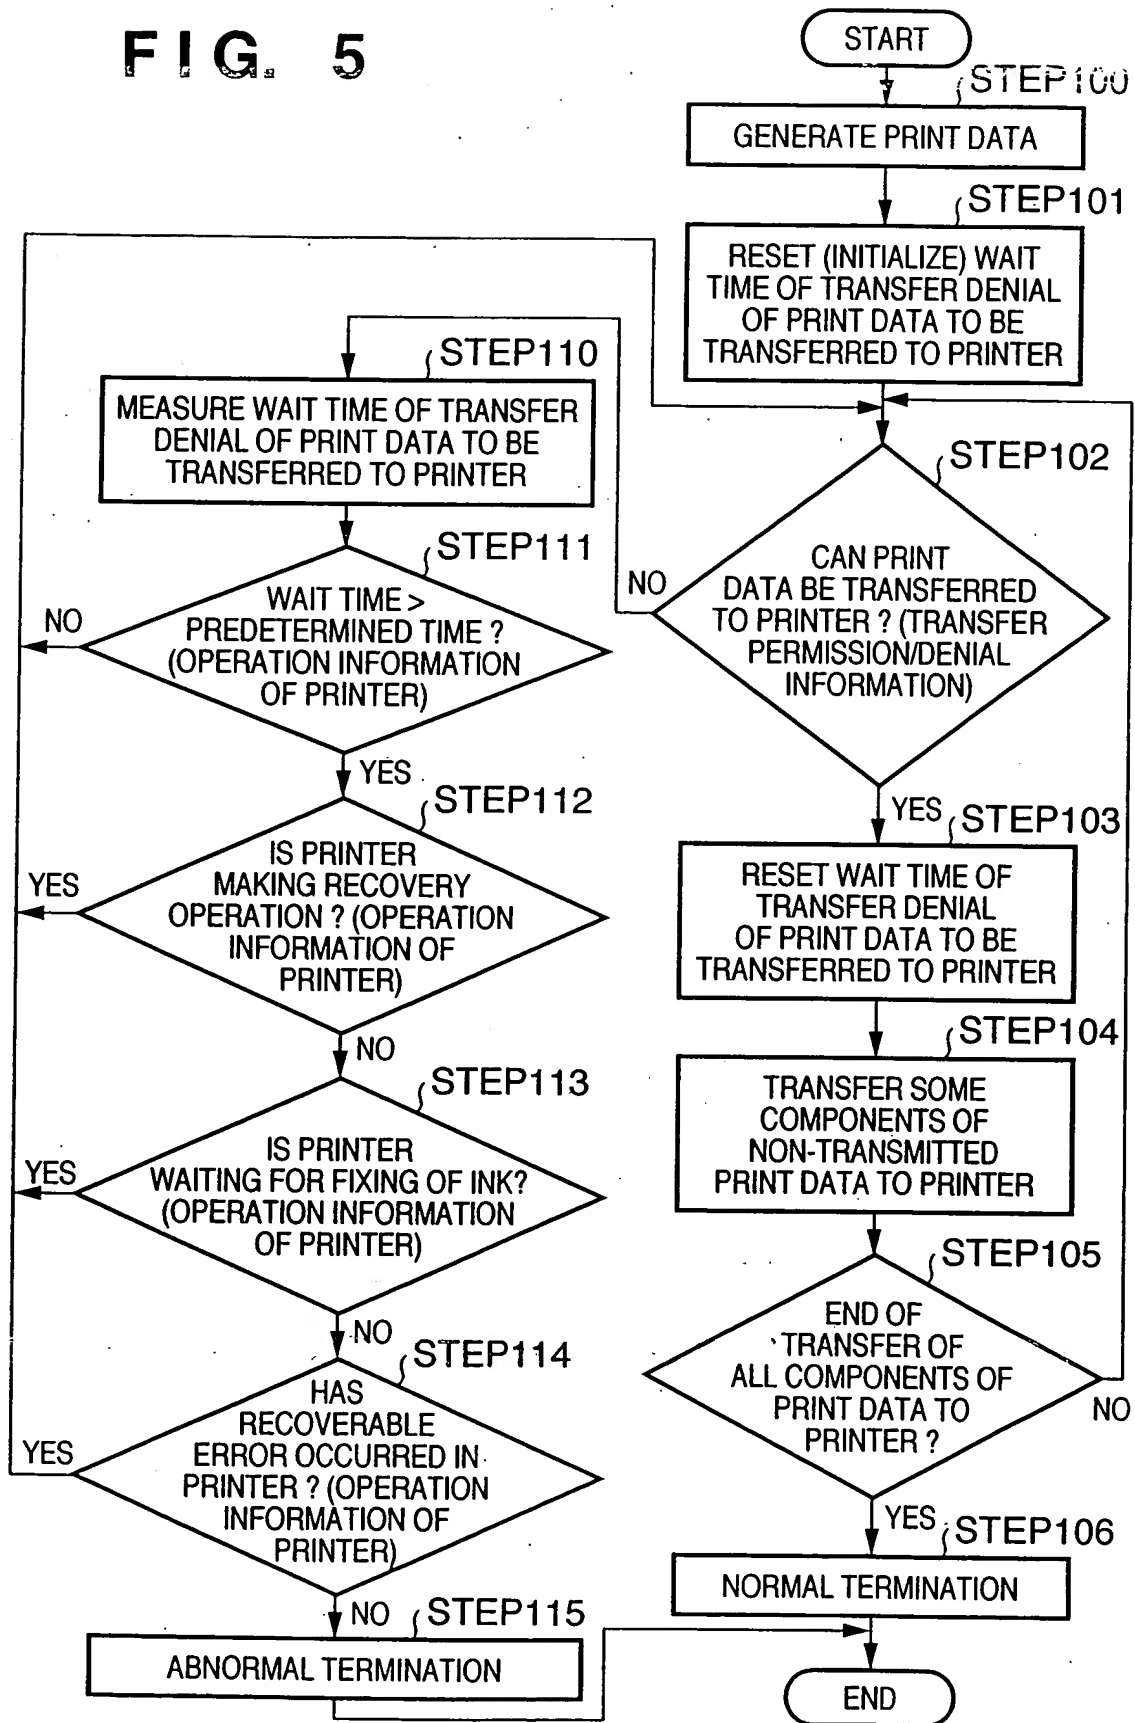 FIG. 5
START
STEP100
GENERATE PRINT DATA
STEP101
RESET (INITIALIZE) WAIT
TIME OF TRANSFER DENIAL
OF PRINT DATA TO BE
TRANSFERRED TO PRINTER
STEP102
CAN PRINT
DATA BE TRANSFERRED
TO PRINTER ? (TRANSFER
PERMISSION/DENIAL
INFORMATION)
NO
YES
STEP103
RESET WAIT TIME OF
TRANSFER DENIAL
OF PRINT DATA TO BE
TRANSFERRED TO PRINTER
STEP104
TRANSFER SOME
COMPONENTS OF
NON-TRANSMITTED
PRINT DATA TO PRINTER
STEP105
END OF
TRANSFER OF
ALL COMPONENTS OF
PRINT DATA TO
PRINTER ?
NO
YES
STEP106
NORMAL TERMINATION
END
STEP110
MEASURE WAIT TIME OF TRANSFER
DENIAL OF PRINT DATA TO BE
TRANSFERRED TO PRINTER
STEP111
WAIT TIME >
PREDETERMINED TIME ?
(OPERATION INFORMATION
OF PRINTER)
NO
YES
STEP112
IS PRINTER
MAKING RECOVERY
OPERATION ? (OPERATION
INFORMATION OF
PRINTER)
YES
NO
STEP113
IS PRINTER
WAITING FOR FIXING OF INK?
(OPERATION INFORMATION
OF PRINTER)
YES
NO
STEP114
HAS
RECOVERABLE
ERROR OCCURRED IN
PRINTER ? (OPERATION
INFORMATION OF
PRINTER)
YES
NO
STEP115
ABNORMAL TERMINATION